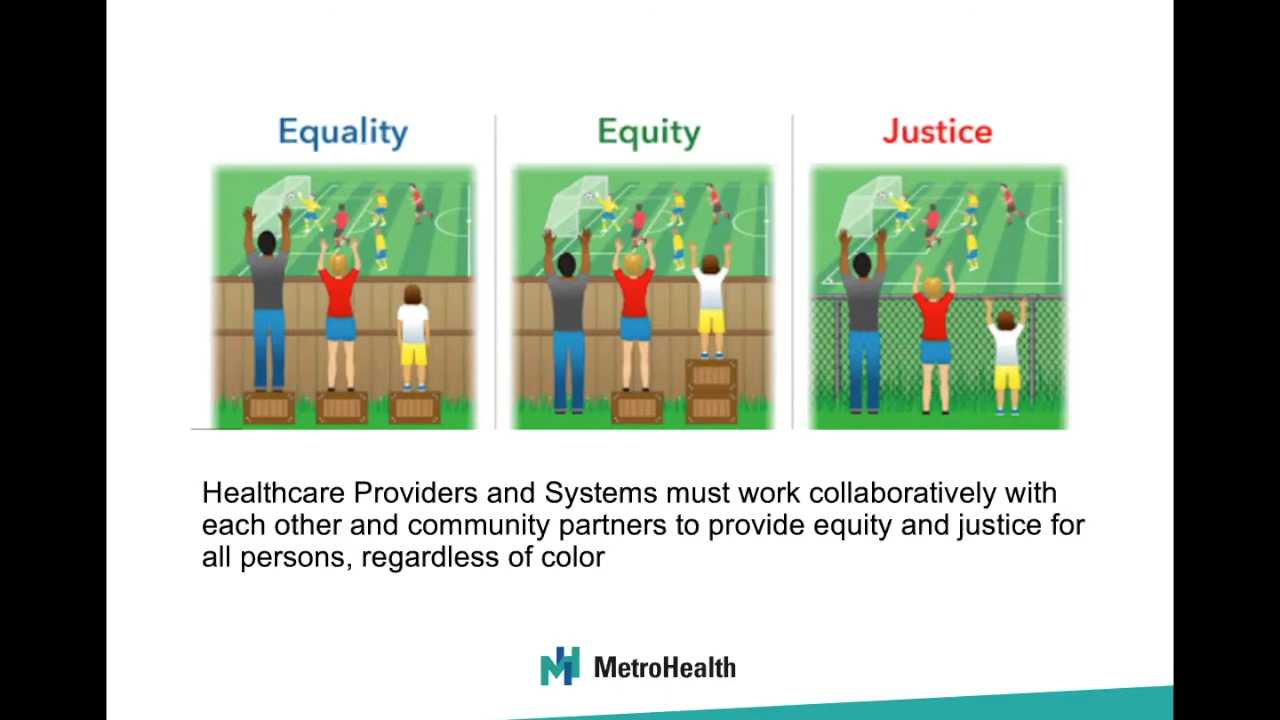 Equality
Equity
Justice
Healthcare Providers and Systems must work collaboratively with
each other and community partners to provide equity and justice for
all persons, regardless of color
MetroHealth